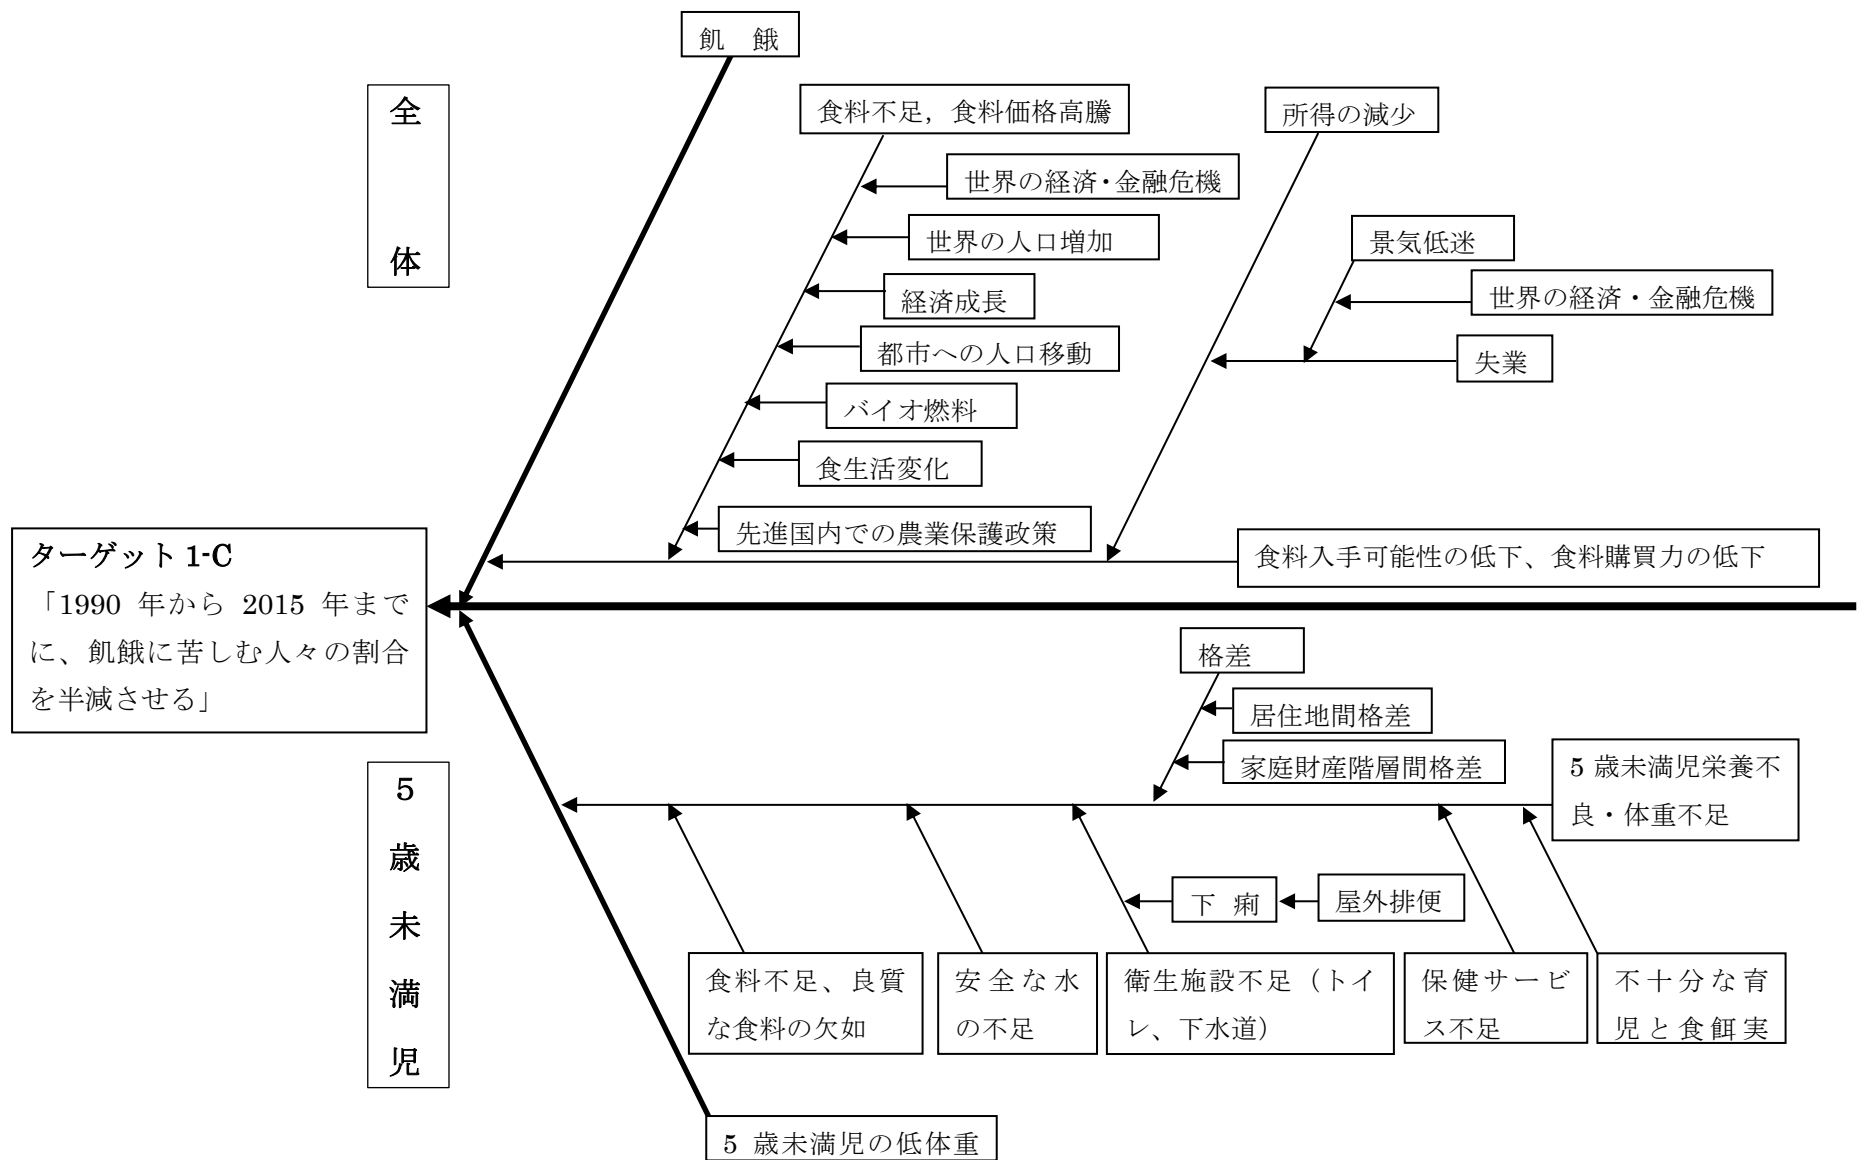 飢　餓
全
体
食料不足，食料価格高騰
世界の経済・金融危機
世界の人口増加
経済成長
都市への人口移動
バイオ燃料
食生活変化
先進国内での農業保護政策
所得の減少
景気低迷
世界の経済・金融危機
失業
食料入手可能性の低下、食料購買力の低下
ターゲット 1-C
「1990 年から 2015 年まで
に、飢餓に苦しむ人々の割合
を半減させる」
格差
居住地間格差
家庭財産階層間格差
5 歳未満児栄養不
良・体重不足
５
歳
未
満
児
下　痢
屋外排便
食料不足、良質
な食料の欠如
安全な水
の不足
衛生施設不足（トイ
レ、下水道）
保健サービ
ス不足
不十分な育
児と食餌実
5 歳未満児の低体重